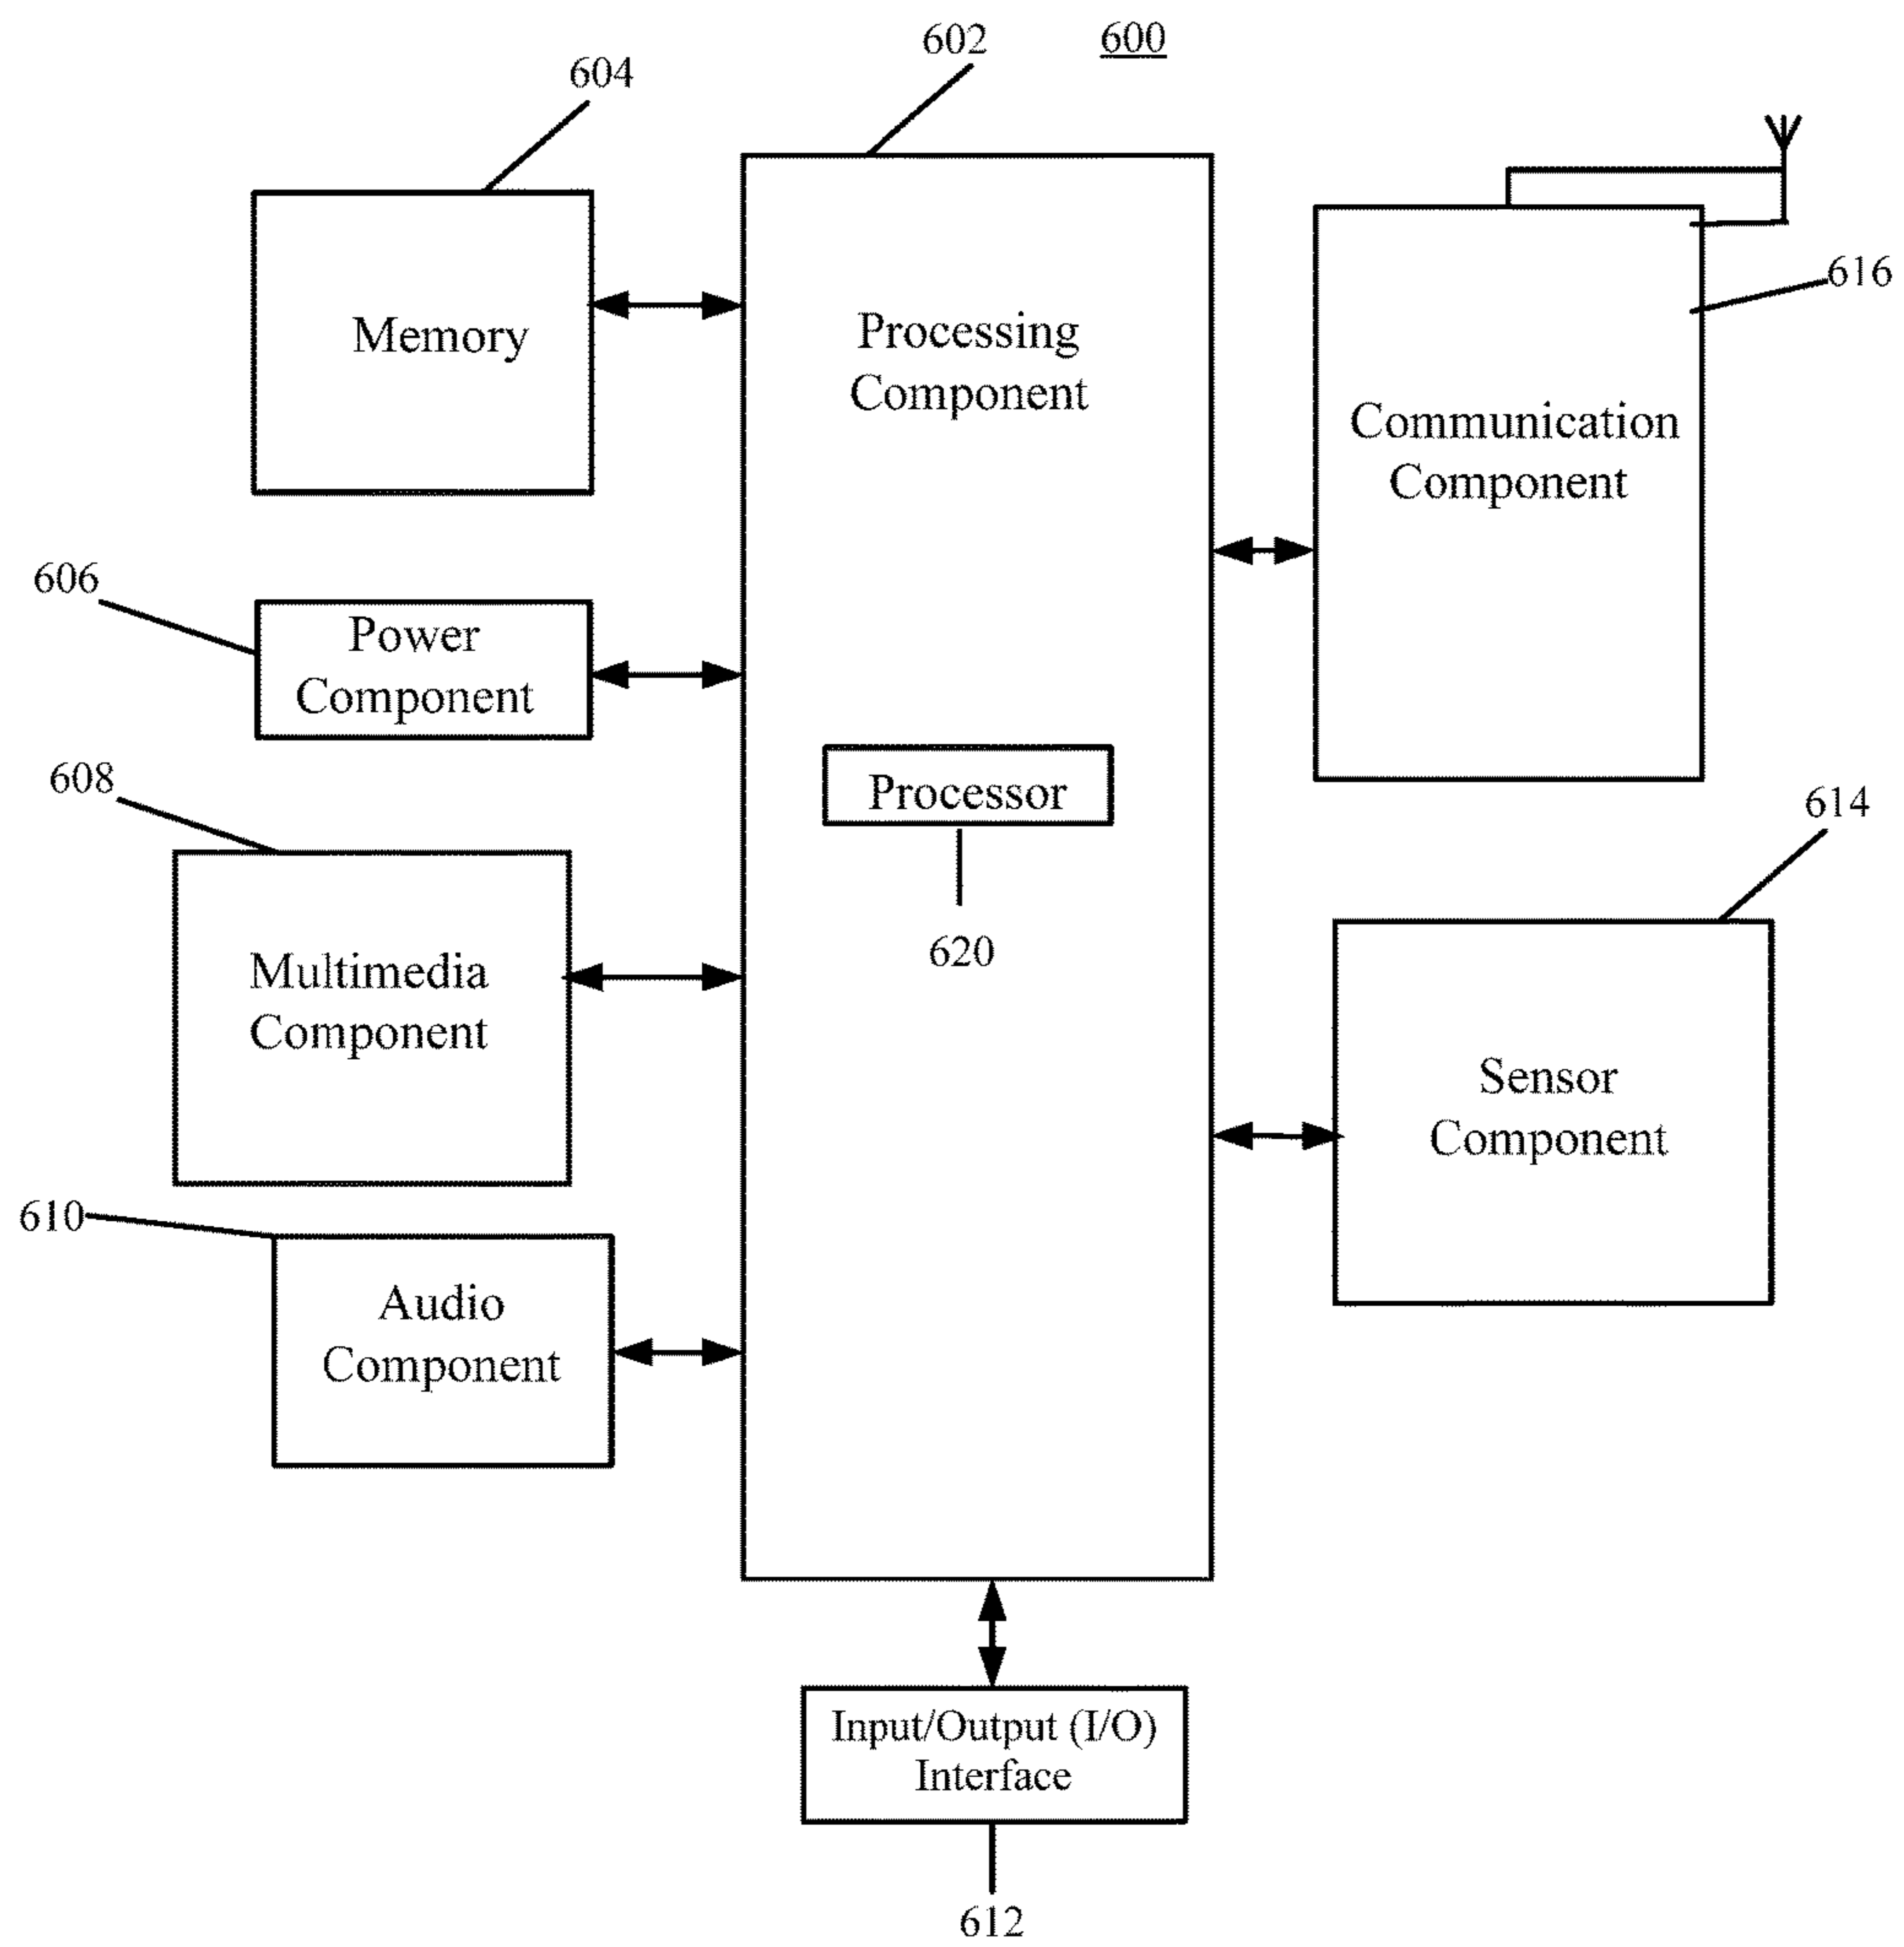 602
600
604
616
Memory
Processing
Component
Communication
Component
606
Power
Component
608
Processor
614
620
Multimedia
Component
Sensor
Component
610
Audio
Component
Input/Output (I/O)
Interface
612